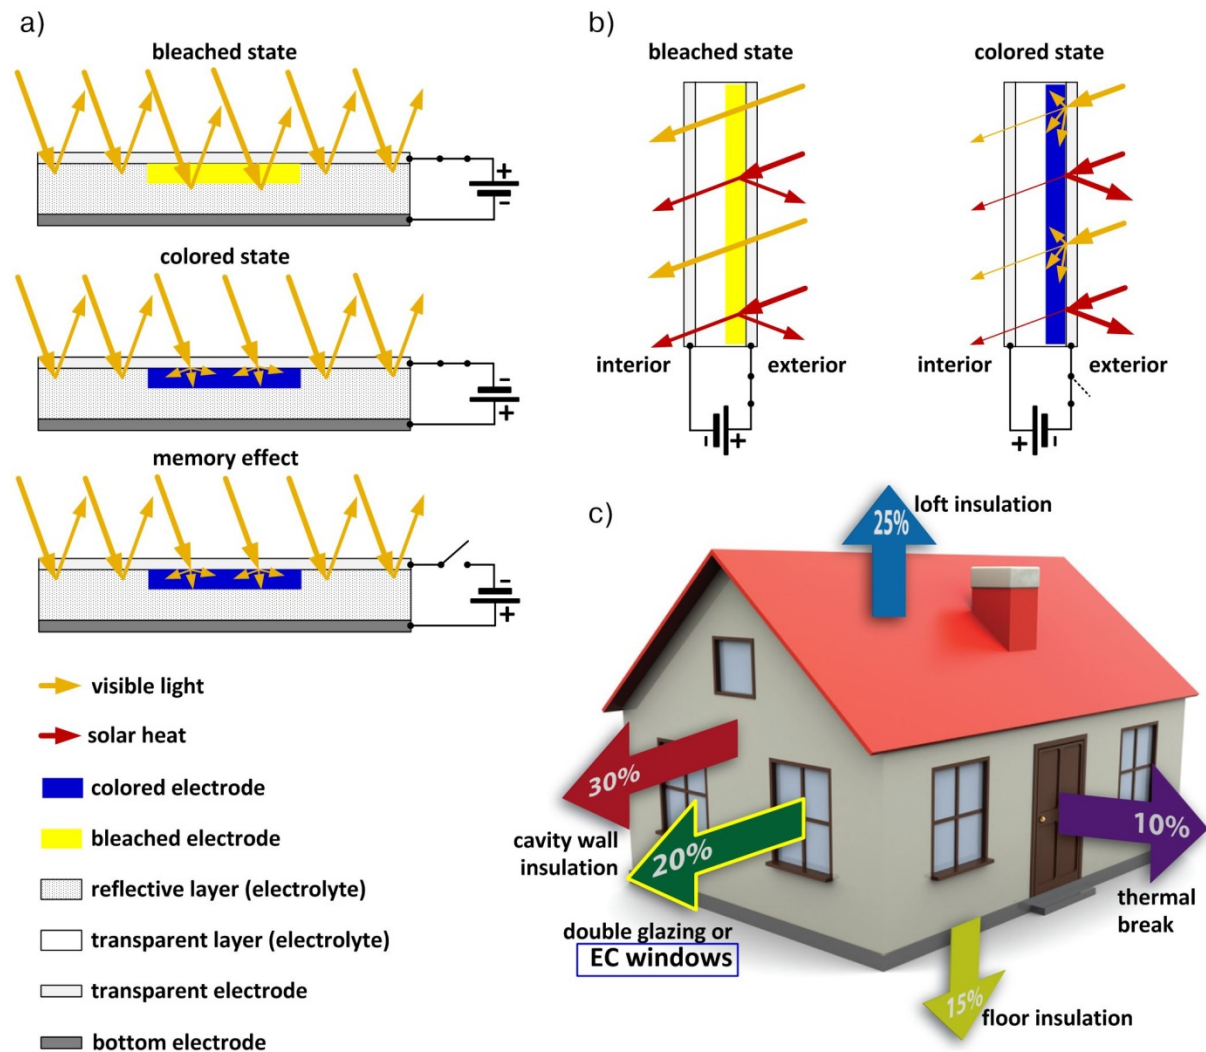 a)
bleached state
+
-
colored state
-
+
memory effect
-
+
visible light
solar heat
colored electrode
bleached electrode
reflective layer (electrolyte)
transparent layer (electrolyte)
transparent electrode
bottom electrode
b)
bleached state
colored state
interior
exterior
interior
exterior
- +
+ -
c)
25%
loft insulation
30%
cavity wall
insulation
20%
double glazing or
EC windows
10%
thermal
break
15%
floor insulation